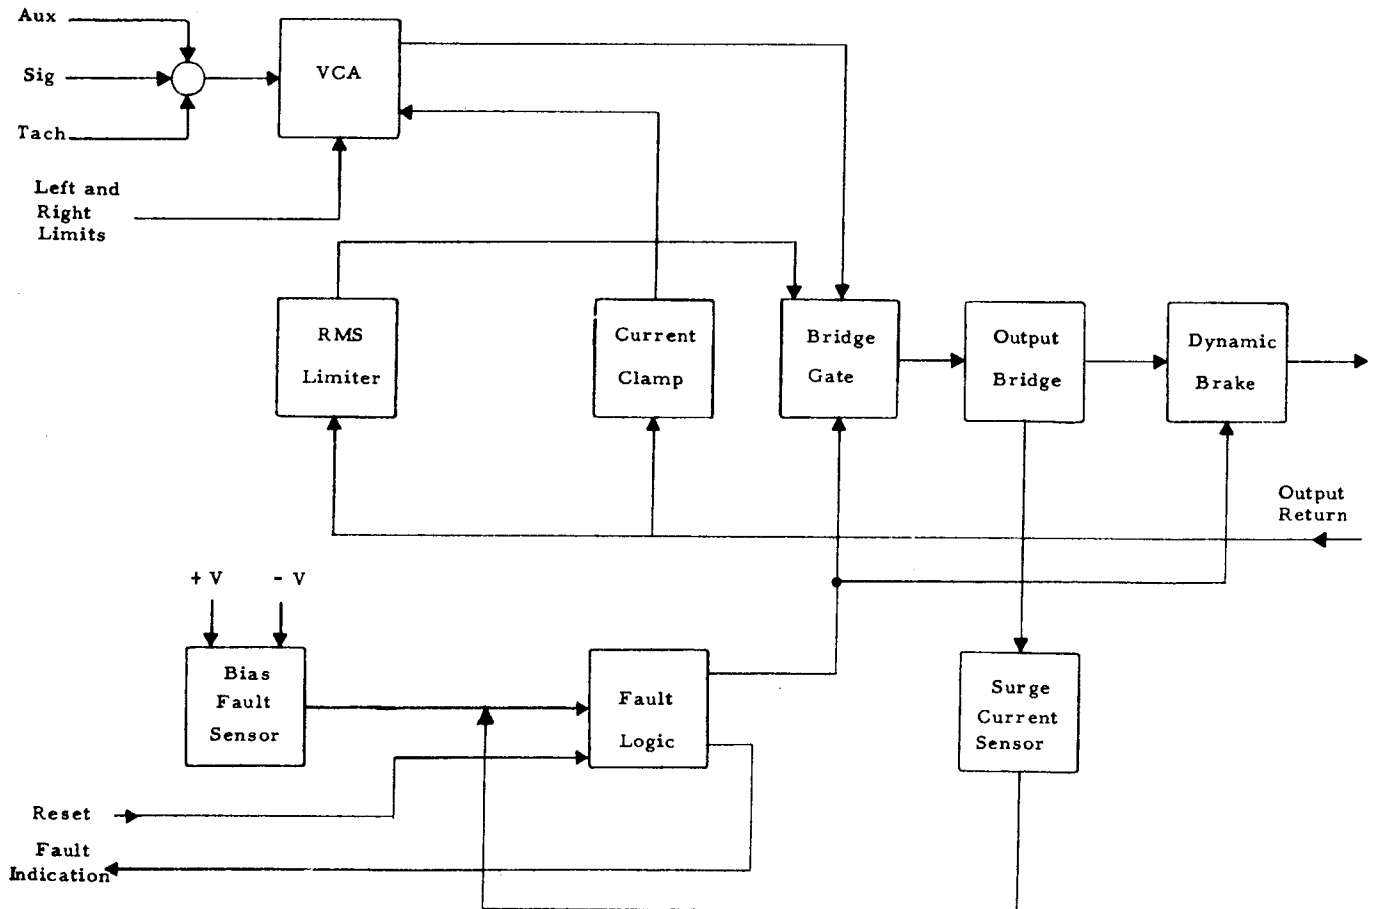 Aux
Sig
Tach
VCA
Left and
Right
Limits
RMS
Limiter
Current
Clamp
Bridge
Gate
Output
Bridge
Dynamic
Brake
Output
Return
+ V
- V
Bias
Fault
Sensor
Fault
Logic
Surge
Current
Sensor
Reset
Fault
Indication